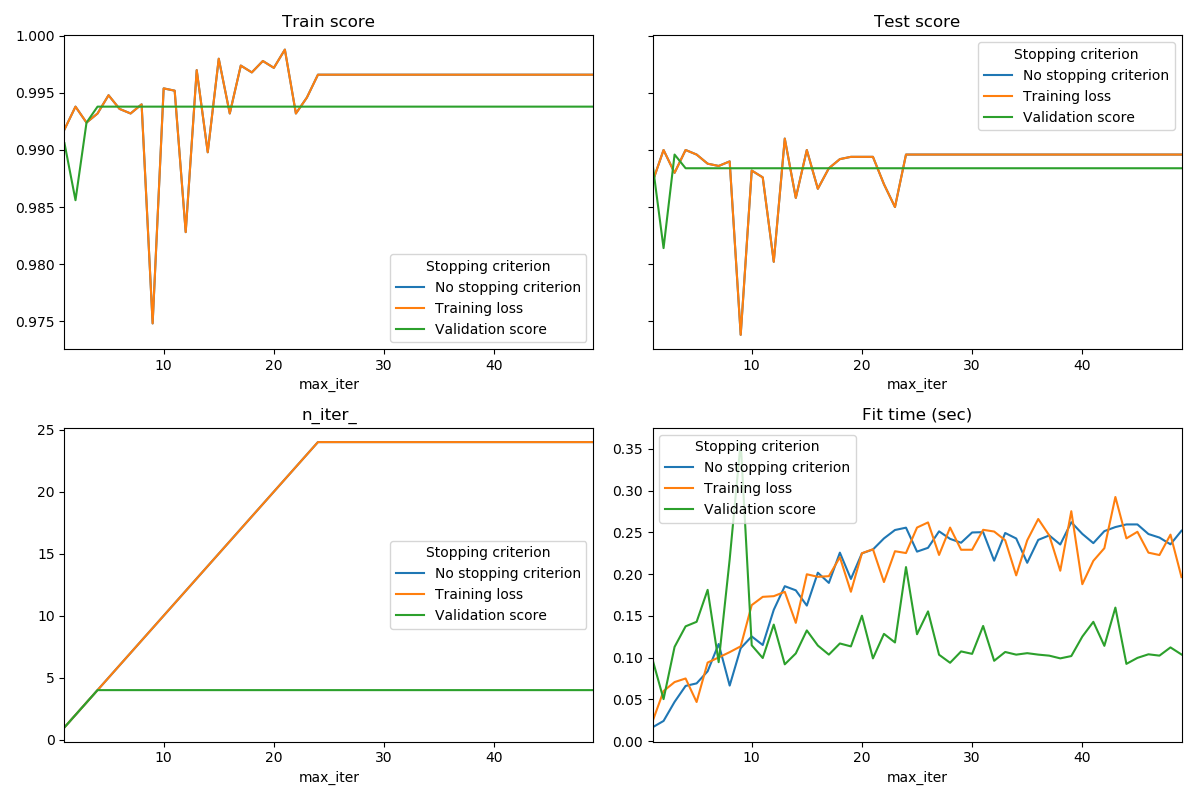 Train score
1.000
0.995
0.990
0.985
0.980
0.975
Stopping criterion
No stopping criterion
Training loss
Validation score
10 20 30 40
max_iter
Test score
Stopping criterion
No stopping criterion
Training loss
Validation score
10 20 30 40
max_iter
n_iter_
25
20
15
10
5
0
Stopping criterion
No stopping criterion
Training loss
Validation score
10 20 30 40
max_iter
Fit time (sec)
0.35
0.30
0.25
0.20
0.15
0.10
0.05
0.00
Stopping criterion
No stopping criterion
Training loss
Validation score
10 20 30 40
max_iter